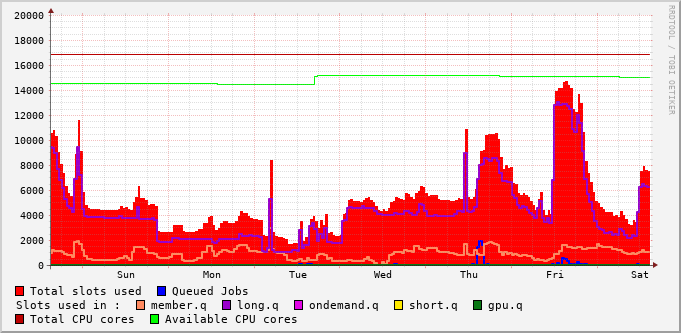 20000
18000
16000
14000
12000
10000
8000
6000
4000
2000
0
Sun Mon Tue Wed Thu Fri Sat
Total slots used Queued Jobs
Slots used in : member.q long.q ondemand.q short.q gpu.q
Total CPU cores Available CPU cores
RRDTOOL / TOBI OETIKER